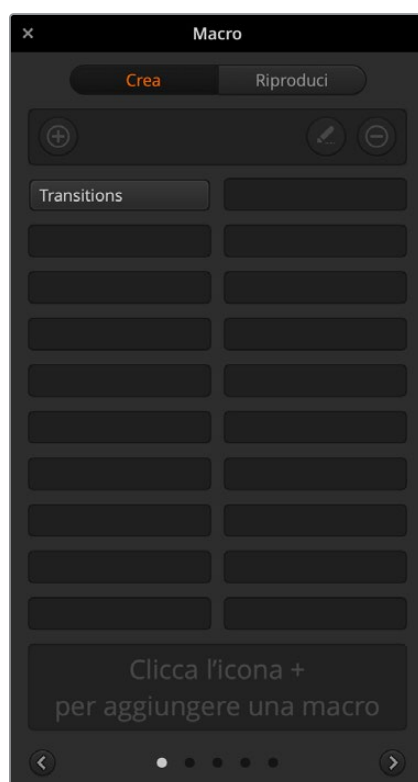 Macro
Crea
Riproduci
Transitions
Clicca l'icona +
per aggiungere una macro